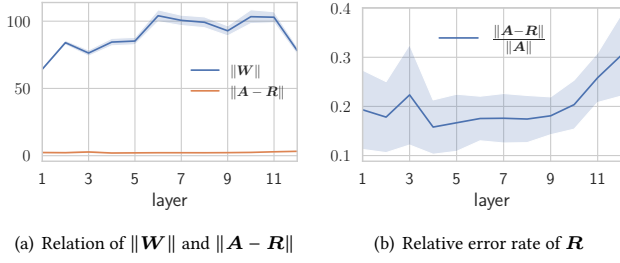 100
50
0
‖W‖
‖A − R‖
1 3 5 7 9 11
layer
(a) Relation of ‖W‖ and ‖A − R‖
0.4
0.3
0.2
0.1
‖A−R‖
‖A‖
1 3 5 7 9 11
layer
(b) Relative error rate of R